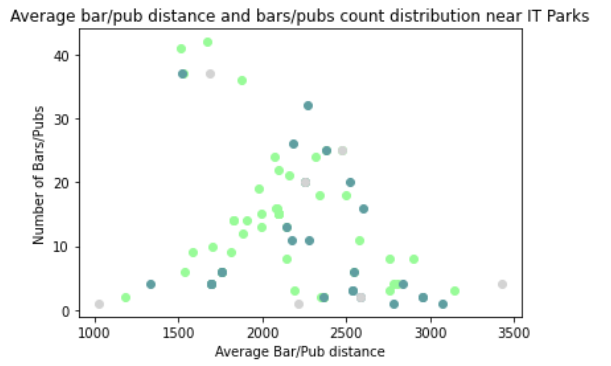 Average bar/pub distance and bars/pubs count distribution near IT Parks
40
30
20
10
0
Number of Bars/Pubs
1000 1500 2000 2500 3000 3500
Average Bar/Pub distance